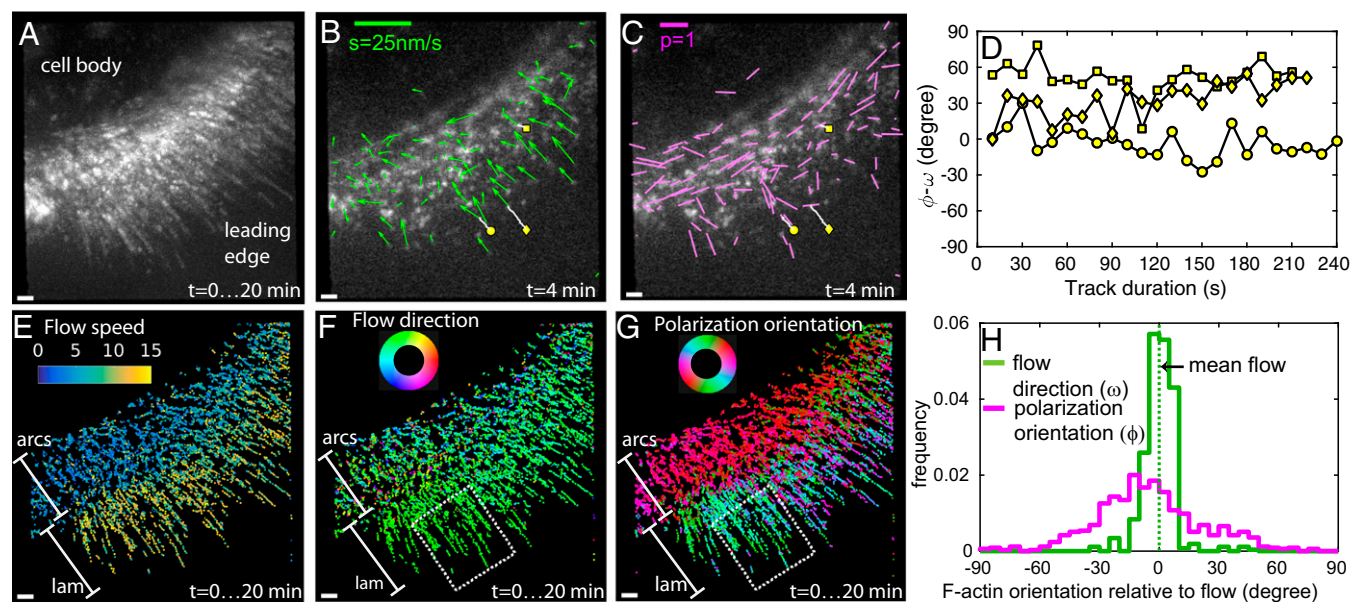 A
cell body
leading
edge
t=0...20 min
B
s=25nm/s
t=4 min
C
p=1
t=4 min
D
90
60
30
0
-30
-60
-90
ϕ-ω (degree)
0 30 60 90 120 150 180 210 240
Track duration (s)
E Flow speed
0 5 10 15
arcs
lam
t=0...20 min
F Flow direction
arcs
lam
t=0...20 min
G Polarization orientation
arcs
lam
t=0...20 min
H
0.06
0.04
0.02
0
frequency
flow
direction (ω)
polarization
orientation (ϕ)
mean flow
-90 -60 -30 0 30 60 90
F-actin orientation relative to flow (degree)